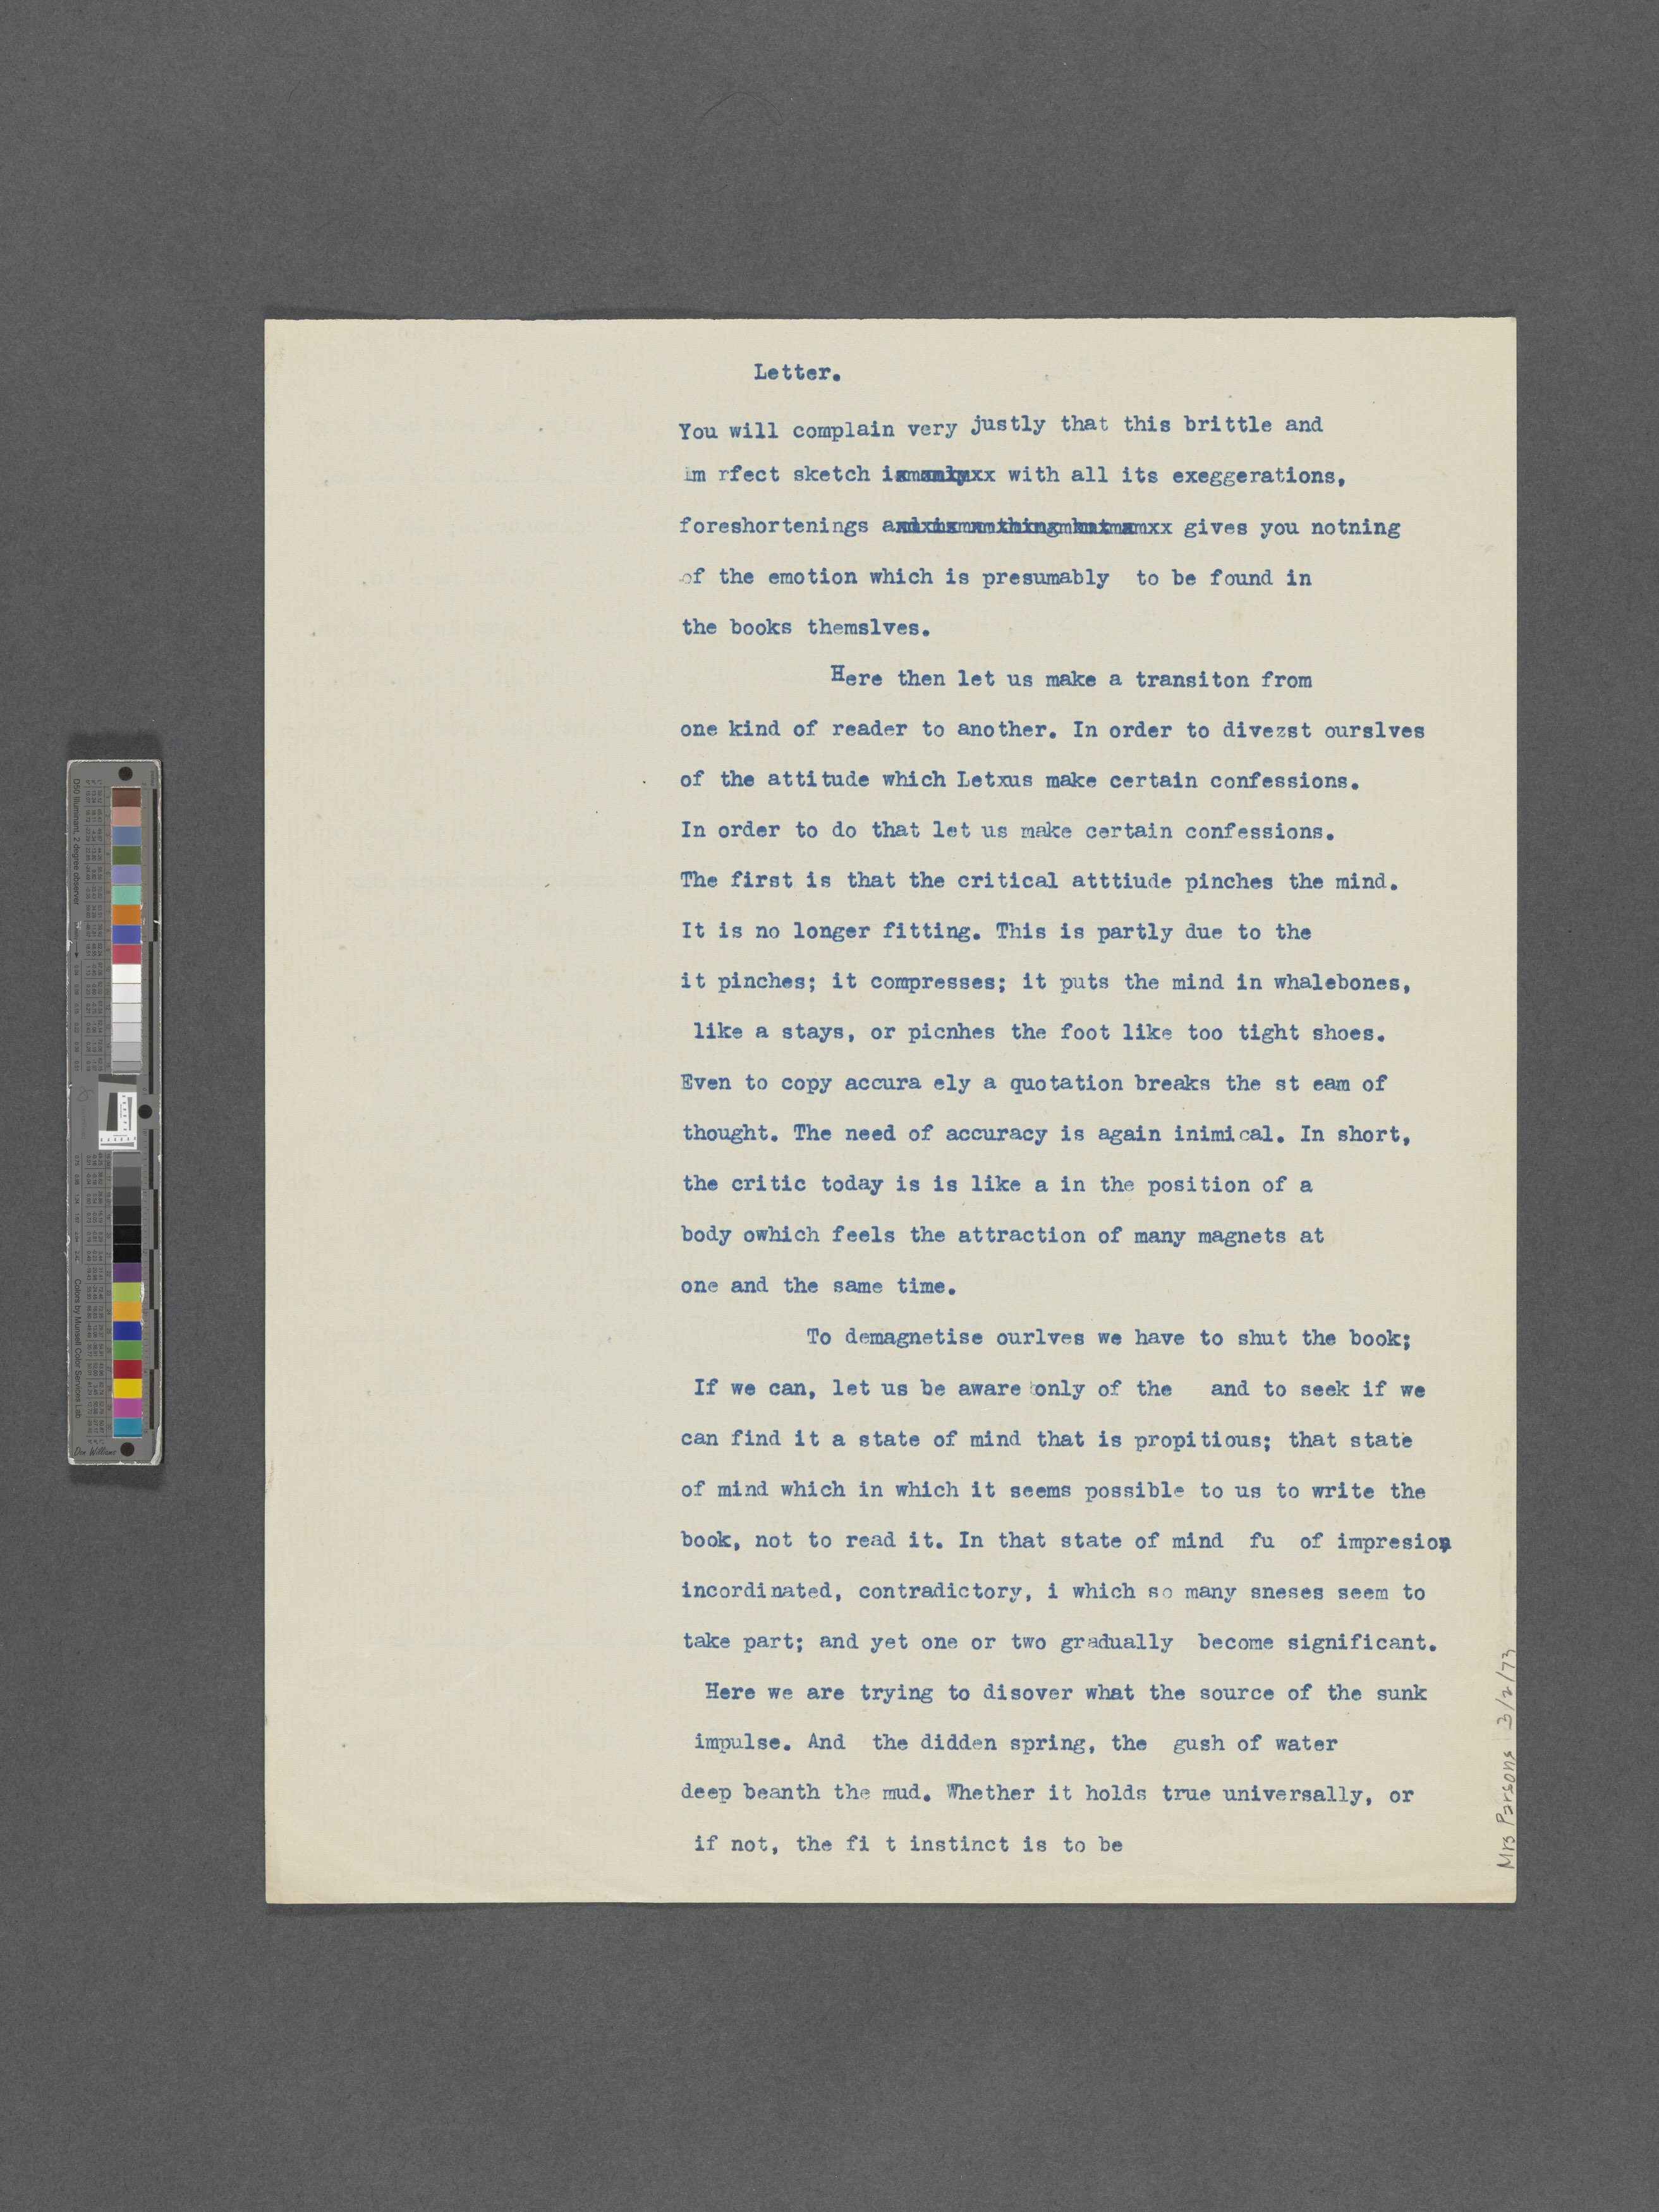 Letter.
You will complain very justly that this brittle and
im rfect sketch with all its exeggerations,
foreshortenings gives you notning
of the emotion which is presumably to be found in
the books themslves.
Here then let us make a transiton from
one kind of reader to another. In order to divezst ourslves
of the attitude which Letxus make certain confessions.
In order to do that let us make certain confessions.
The first is that the critical atttiude pinches the mind.
It is no longer fitting. This is partly due to the
it pinches; it compresses; it puts the mind in whalebones,
like a stays, or picnhes the foot like too tight shoes.
Even to copy accura ely a quotation breaks the st eam of
thought. The need of accuracy is again inimical. In short,
the critic today is is like a in the position of a
body owhich feels the attraction of many magnets at
one and the same time.
To demagnetise ourlves we have to shut the book;
If we can, let us be aware only of the and to seek if we
can find it a state of mind that is propitious; that state
of mind which in which it seems possible to us to write the
book, not to read it. In that state of mind fu of impresion
incordinated, contradictory, i which so many sneses seem to
take part; and yet one or two gradually become significant.
Here we are trying to disover what the source of the sunk
impulse. And the didden spring, the gush of water
deep beanth the mud. Whether it holds true universally, or
if not, the fi t instinct is to be
Mrs Parsons 3/2/73
D50 Illuminant, 2 degree observer
Colors by Munsell Color Services Lab
Don Williams